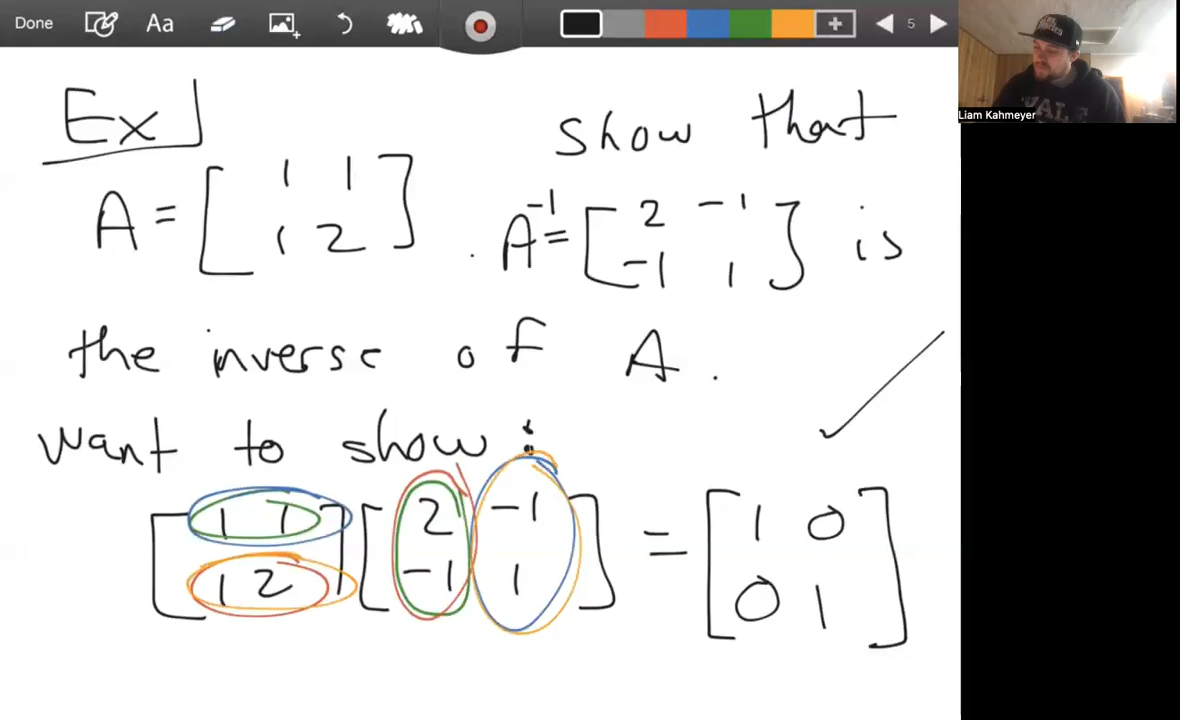 Done Aa 5
Liam Kahmeyer
Ex
show that
A = [ 1 1
1 2 ] . A⁻¹ = [ 2 -1
-1 1 ] is
the inverse of A.
want to show :
[ 1 1
1 2 ] [ 2 -1
-1 1 ] = [ 1 0
0 1 ]